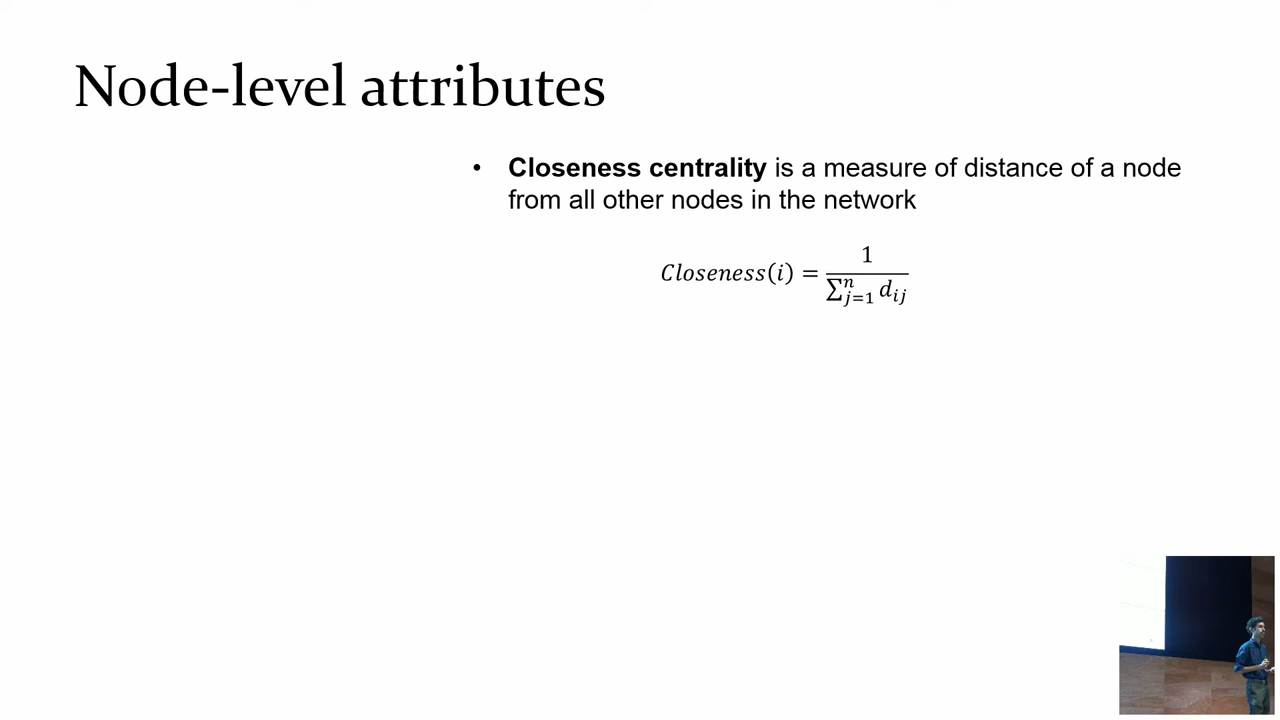 Node-level attributes
• Closeness centrality is a measure of distance of a node
from all other nodes in the network
Closeness(i) = 1 / ∑_{j=1}^{n} d_{ij}